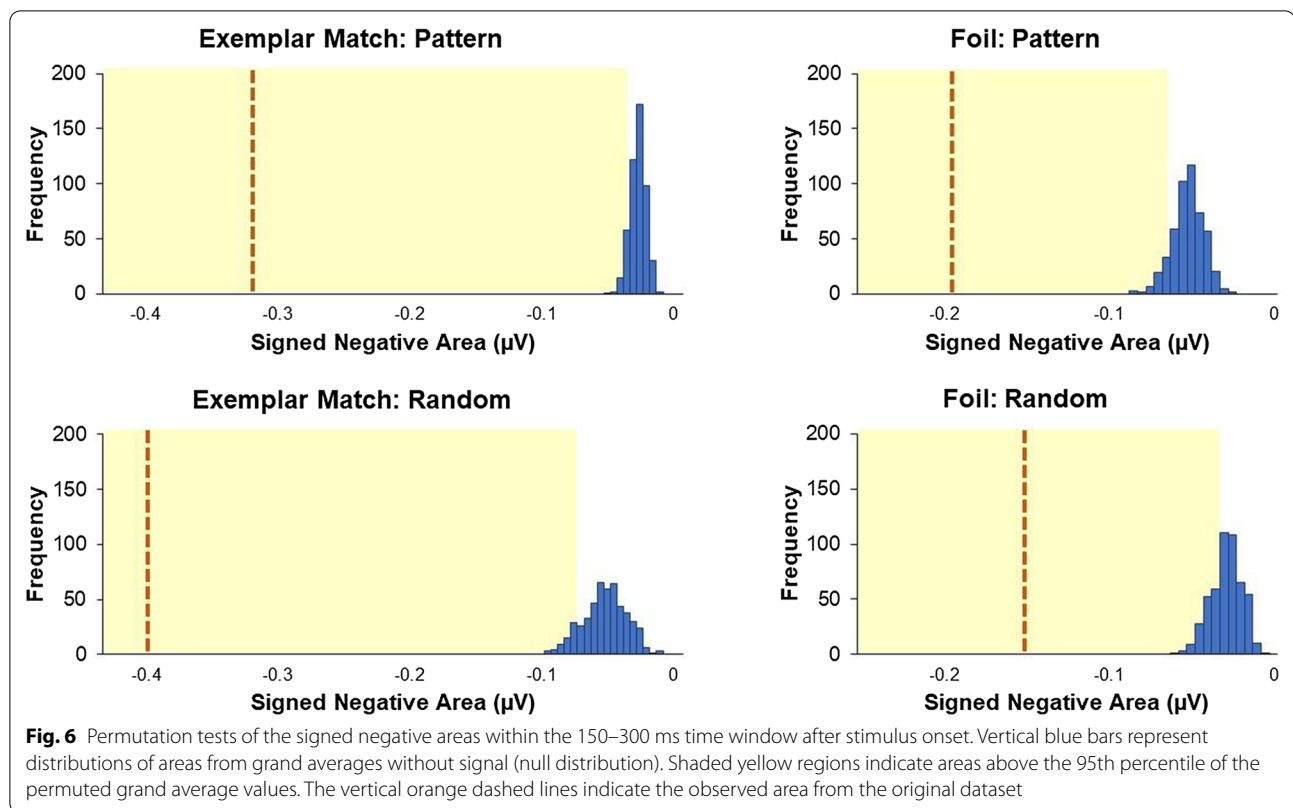 Exemplar Match: Pattern
200
150
100
50
0
Frequency
-0.4 -0.3 -0.2 -0.1 0
Signed Negative Area (µV)
Foil: Pattern
200
150
100
50
0
Frequency
-0.2 -0.1 0
Signed Negative Area (µV)
Exemplar Match: Random
200
150
100
50
0
Frequency
-0.4 -0.3 -0.2 -0.1 0
Signed Negative Area (µV)
Foil: Random
200
150
100
50
0
Frequency
-0.2 -0.1 0
Signed Negative Area (µV)
Fig. 6 Permutation tests of the signed negative areas within the 150–300 ms time window after stimulus onset. Vertical blue bars represent
distributions of areas from grand averages without signal (null distribution). Shaded yellow regions indicate areas above the 95th percentile of the
permuted grand average values. The vertical orange dashed lines indicate the observed area from the original dataset